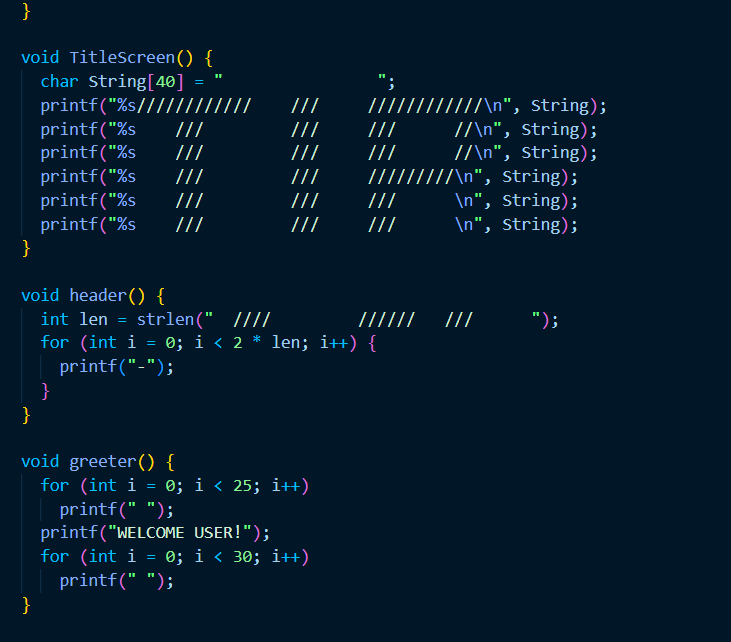 }

void TitleScreen() {
  char String[40] = "                ";
  printf("%s////////////    ///     ////////////\n", String);
  printf("%s    ///         ///     ///      //\n", String);
  printf("%s    ///         ///     ///      //\n", String);
  printf("%s    ///         ///     /////////\n", String);
  printf("%s    ///         ///     ///      \n", String);
  printf("%s    ///         ///     ///      \n", String);
}

void header() {
  int len = strlen("  ////         //////   ///      ");
  for (int i = 0; i < 2 * len; i++) {
    printf("-");
  }
}

void greeter() {
  for (int i = 0; i < 25; i++)
    printf(" ");
  printf("WELCOME USER!");
  for (int i = 0; i < 30; i++)
    printf(" ");
}